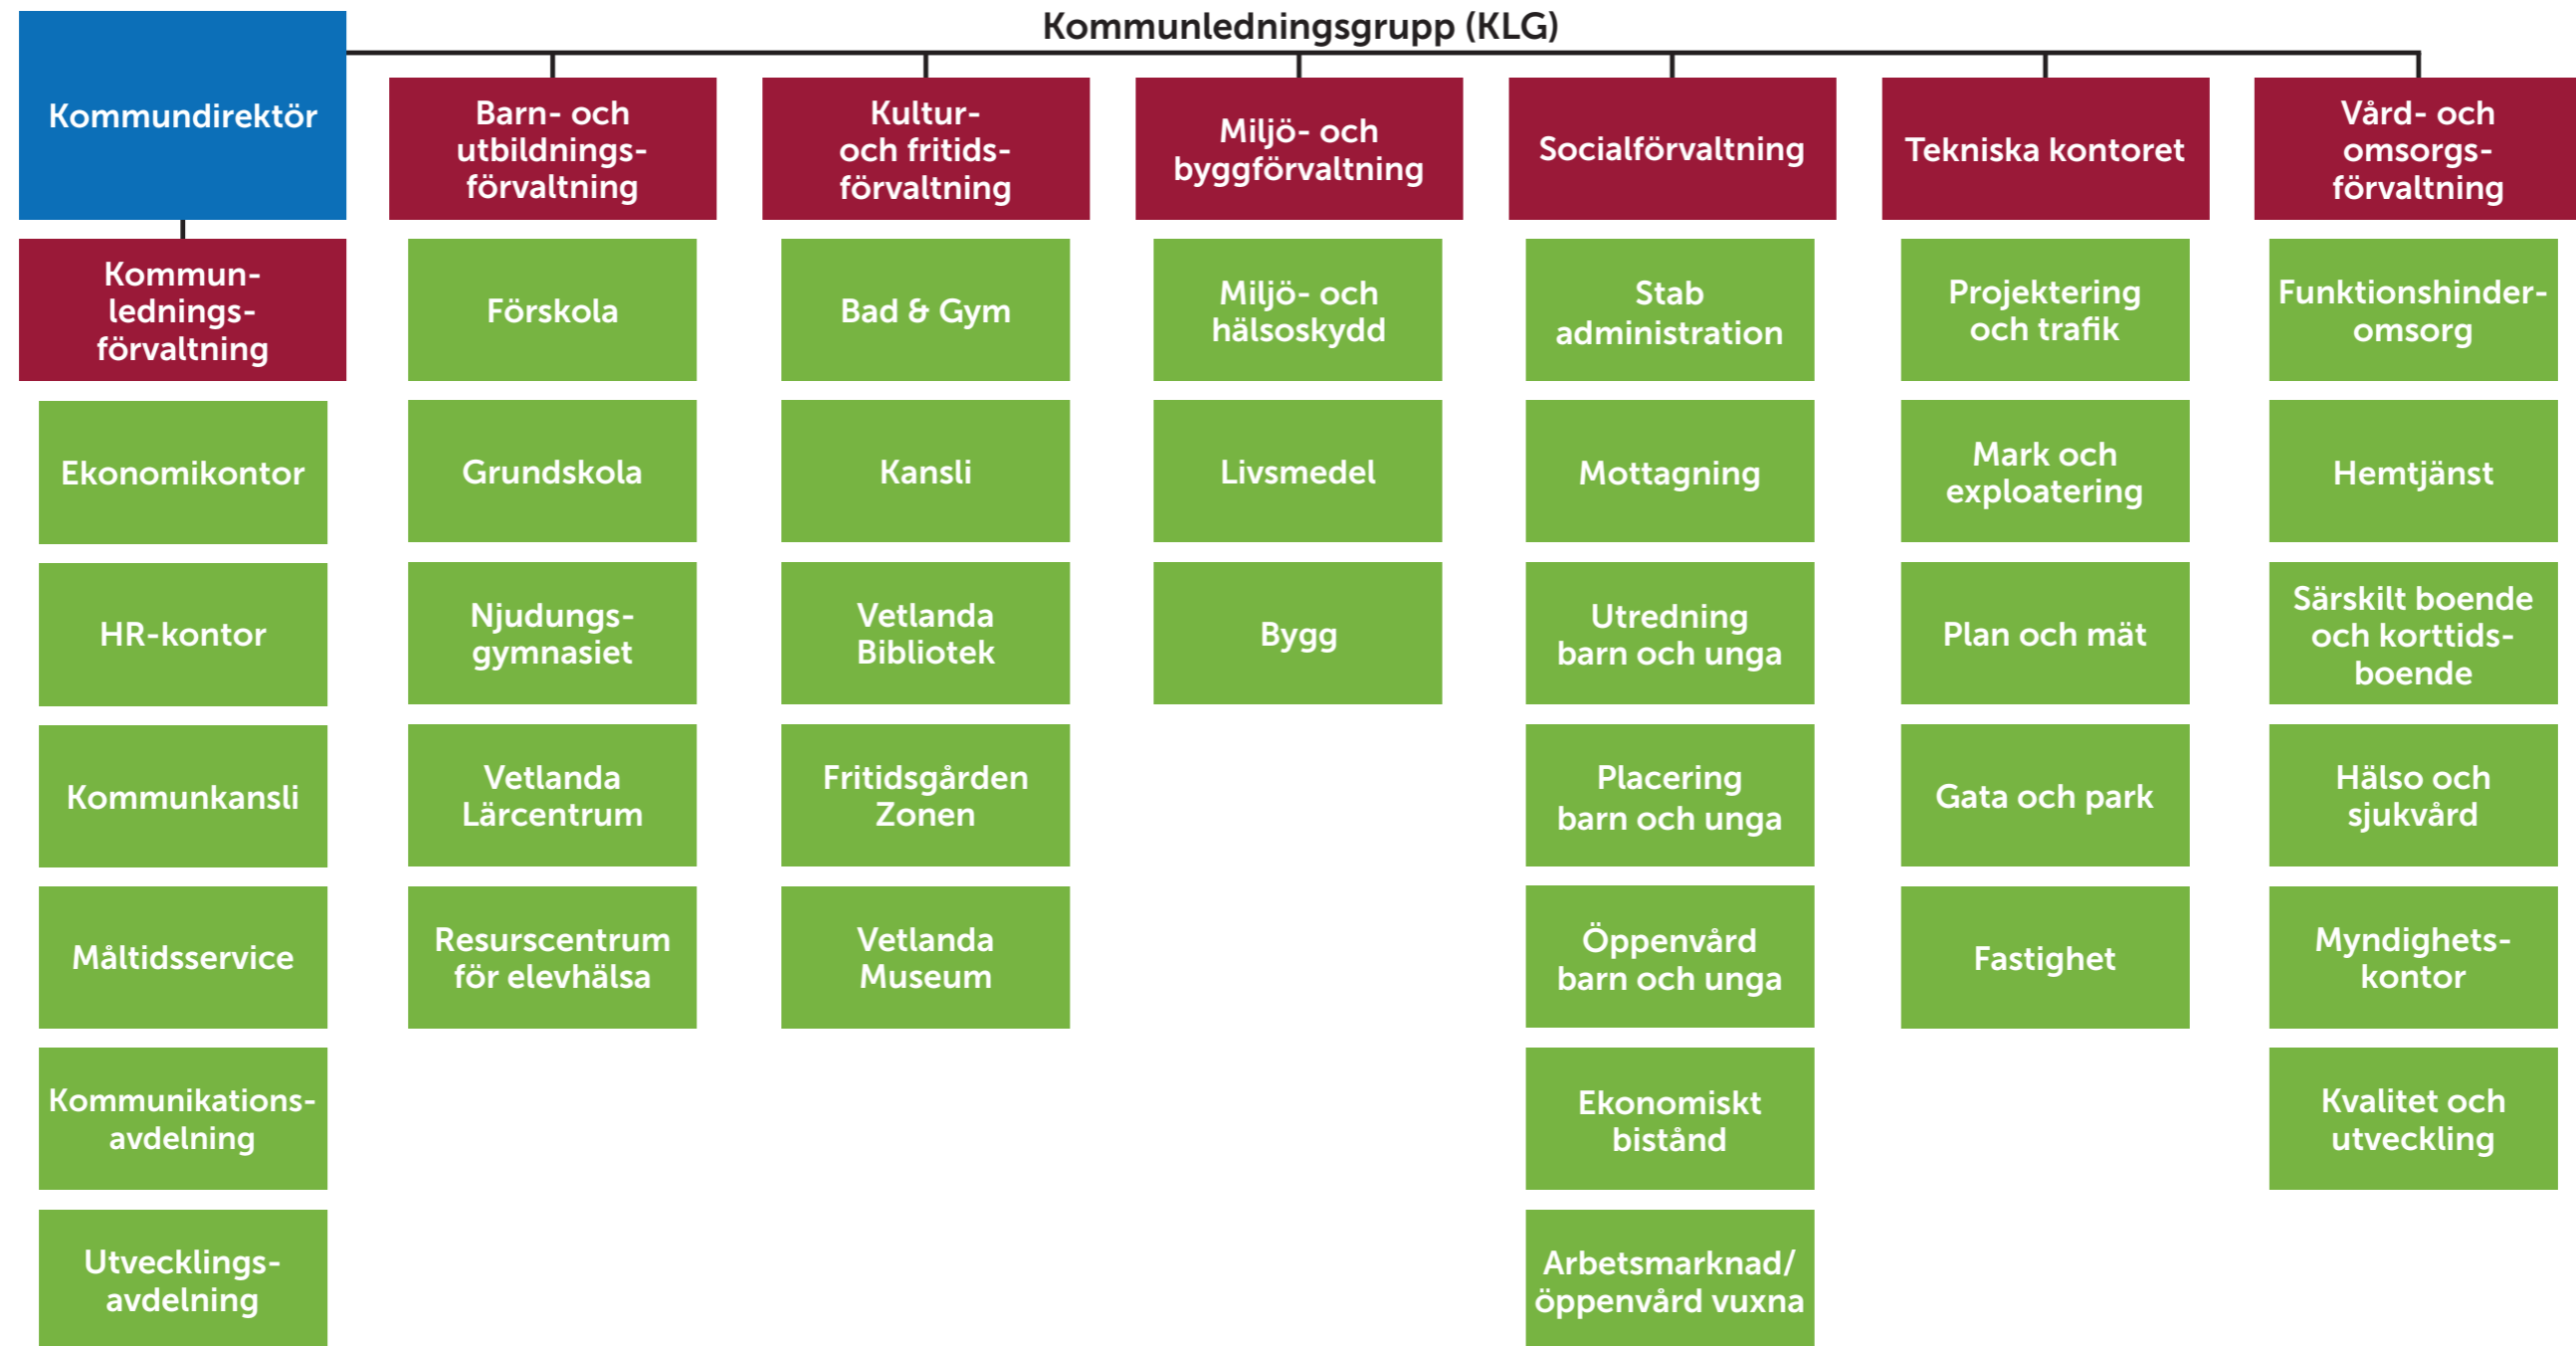 Kommunledningsgrupp (KLG)
Kommundirektör
Kommun-
lednings-
förvaltning
Ekonomikontor
HR-kontor
Kommunkansli
Måltidsservice
Kommunikations-
avdelning
Utvecklings-
avdelning
Barn- och
utbildnings-
förvaltning
Förskola
Grundskola
Njudungs-
gymnasiet
Vetlanda
Lärcentrum
Resurscentrum
för elevhälsa
Kultur-
och fritids-
förvaltning
Bad & Gym
Kansli
Vetlanda
Bibliotek
Fritidsgården
Zonen
Vetlanda
Museum
Miljö- och
byggförvaltning
Miljö- och
hälsoskydd
Livsmedel
Bygg
Socialförvaltning
Stab
administration
Mottagning
Utredning
barn och unga
Placering
barn och unga
Öppenvård
barn och unga
Ekonomiskt
bistånd
Arbetsmarknad/
öppenvård vuxna
Tekniska kontoret
Projektering
och trafik
Mark och
exploatering
Plan och mät
Gata och park
Fastighet
Vård- och
omsorgs-
förvaltning
Funktionshinder-
omsorg
Hemtjänst
Särskilt boende
och korttids-
boende
Hälso och
sjukvård
Myndighets-
kontor
Kvalitet och
utveckling